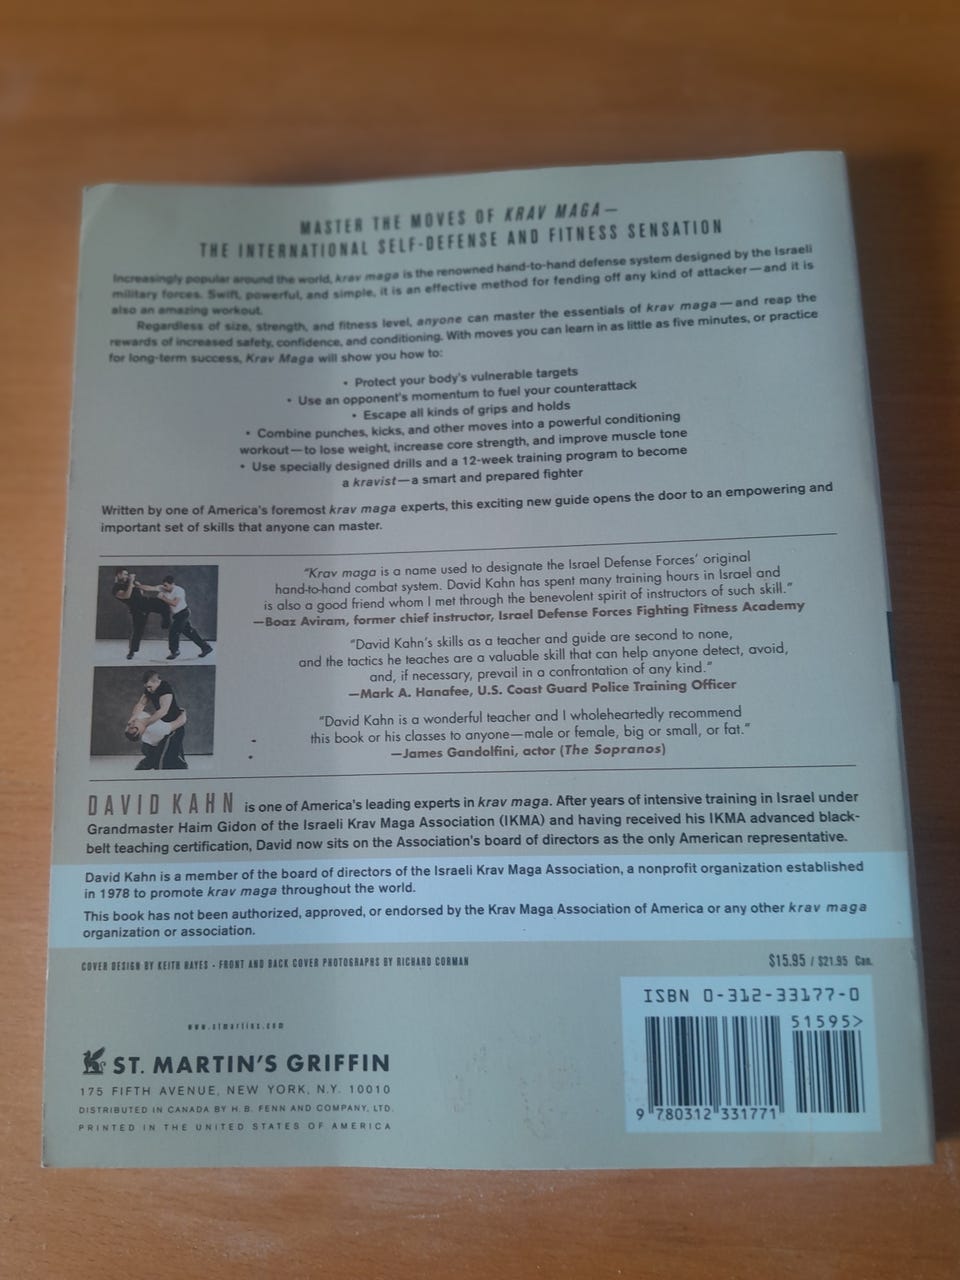 MASTER THE MOVES OF KRAV MAGA—
THE INTERNATIONAL SELF-DEFENSE AND FITNESS SENSATION
Increasingly popular around the world, krav maga is the renowned hand-to-hand defense system designed by the Israeli
military forces. Swift, powerful, and simple, it is an effective method for fending off any kind of attacker—and it is
also an amazing workout.
Regardless of size, strength, and fitness level, anyone can master the essentials of krav maga—and reap the
rewards of increased safety, confidence, and conditioning. With moves you can learn in as little as five minutes, or practice
for long-term success, Krav Maga will show you how to:
• Protect your body's vulnerable targets
• Use an opponent's momentum to fuel your counterattack
• Escape all kinds of grips and holds
• Combine punches, kicks, and other moves into a powerful conditioning
workout—to lose weight, increase core strength, and improve muscle tone
• Use specially designed drills and a 12-week training program to become
a kravist—a smart and prepared fighter
Written by one of America's foremost krav maga experts, this exciting new guide opens the door to an empowering and
important set of skills that anyone can master.
"Krav maga is a name used to designate the Israel Defense Forces' original
hand-to-hand combat system. David Kahn has spent many training hours in Israel and
is also a good friend whom I met through the benevolent spirit of instructors of such skill."
—Boaz Aviram, former chief instructor, Israel Defense Forces Fighting Fitness Academy
"David Kahn's skills as a teacher and guide are second to none,
and the tactics he teaches are a valuable skill that can help anyone detect, avoid,
and, if necessary, prevail in a confrontation of any kind."
—Mark A. Hanafee, U.S. Coast Guard Police Training Officer
"David Kahn is a wonderful teacher and I wholeheartedly recommend
this book or his classes to anyone—male or female, big or small, or fat."
—James Gandolfini, actor (The Sopranos)
DAVID KAHN is one of America's leading experts in krav maga. After years of intensive training in Israel under
Grandmaster Haim Gidon of the Israeli Krav Maga Association (IKMA) and having received his IKMA advanced black-
belt teaching certification, David now sits on the Association's board of directors as the only American representative.
David Kahn is a member of the board of directors of the Israeli Krav Maga Association, a nonprofit organization established
in 1978 to promote krav maga throughout the world.
This book has not been authorized, approved, or endorsed by the Krav Maga Association of America or any other krav maga
organization or association.
COVER DESIGN BY KEITH HAYES · FRONT AND BACK COVER PHOTOGRAPHS BY RICHARD CORMAN
$15.95 / $21.95 Can.
ISBN 0-312-33177-0
51595>
9 780312 331771
www.stmartins.com
ST. MARTIN'S GRIFFIN
175 FIFTH AVENUE, NEW YORK, N.Y. 10010
DISTRIBUTED IN CANADA BY H. B. FENN AND COMPANY, LTD.
PRINTED IN THE UNITED STATES OF AMERICA